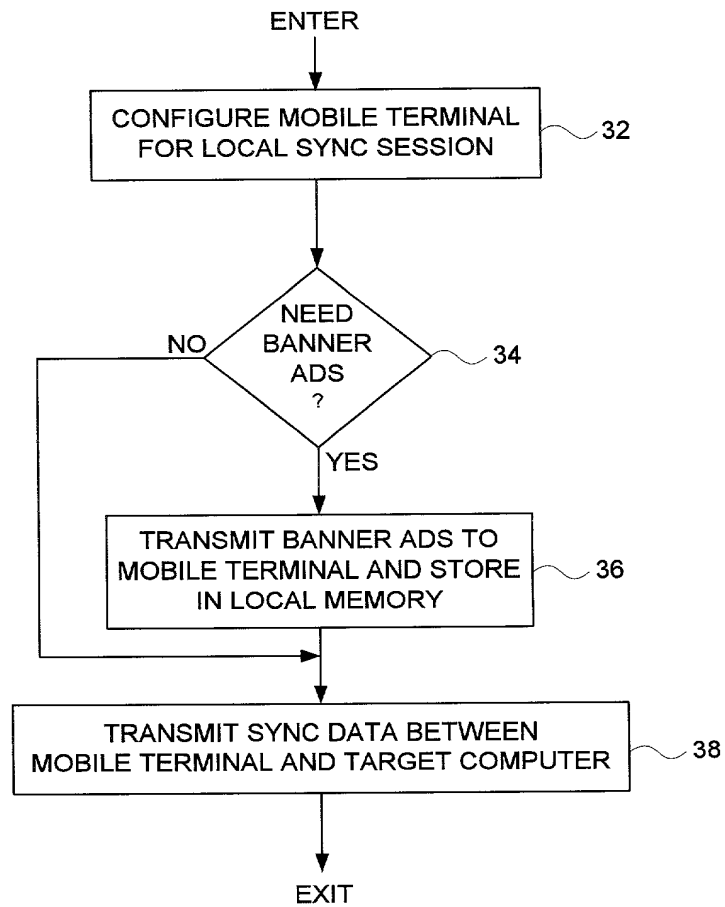 ENTER
CONFIGURE MOBILE TERMINAL
FOR LOCAL SYNC SESSION
32
NEED
BANNER
ADS
?
34
NO
YES
TRANSMIT BANNER ADS TO
MOBILE TERMINAL AND STORE
IN LOCAL MEMORY
36
TRANSMIT SYNC DATA BETWEEN
MOBILE TERMINAL AND TARGET COMPUTER
38
EXIT